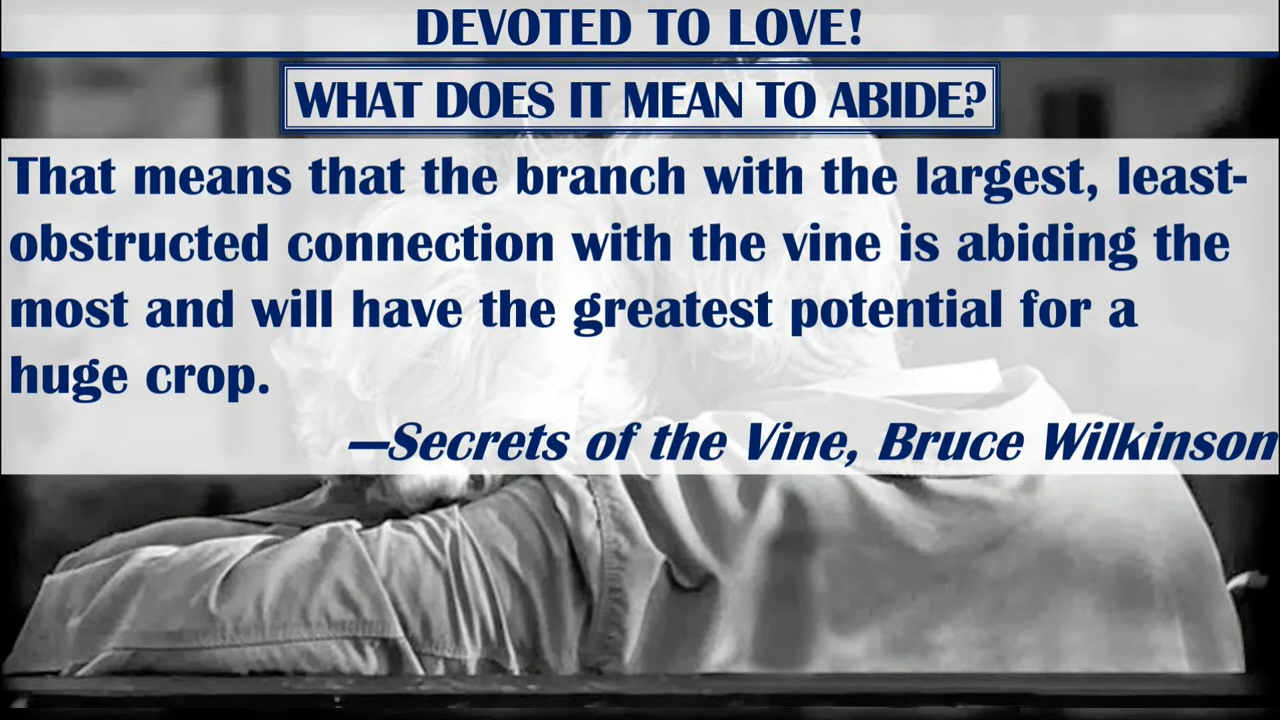 DEVOTED TO LOVE!
WHAT DOES IT MEAN TO ABIDE?
That means that the branch with the largest, least-
obstructed connection with the vine is abiding the
most and will have the greatest potential for a
huge crop.
—Secrets of the Vine, Bruce Wilkinson